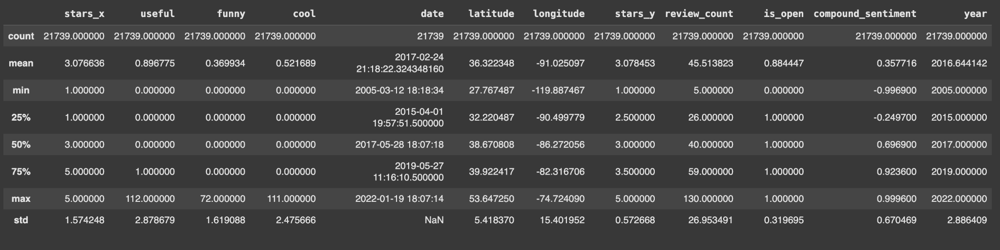 stars_x useful funny cool date latitude longitude stars_y review_count is_open compound_sentiment year
count 21739.000000 21739.000000 21739.000000 21739.000000 21739 21739.000000 21739.000000 21739.000000 21739.000000 21739.000000 21739.000000 21739.000000
mean 3.076636 0.896775 0.369934 0.521689 2017-02-24 21:18:22.324348160 36.322348 -91.025097 3.078453 45.513823 0.884447 0.357716 2016.644142
min 1.000000 0.000000 0.000000 0.000000 2005-03-12 18:18:34 27.767487 -119.887467 1.000000 5.000000 0.000000 -0.996900 2005.000000
25% 1.000000 0.000000 0.000000 0.000000 2015-04-01 19:57:51.500000 32.220487 -90.499779 2.500000 26.000000 1.000000 -0.249700 2015.000000
50% 3.000000 0.000000 0.000000 0.000000 2017-05-28 18:07:18 38.670808 -86.272056 3.000000 40.000000 1.000000 0.696900 2017.000000
75% 5.000000 1.000000 0.000000 0.000000 2019-05-27 11:16:10.500000 39.922417 -82.316706 3.500000 59.000000 1.000000 0.923600 2019.000000
max 5.000000 112.000000 72.000000 111.000000 2022-01-19 18:07:14 53.647250 -74.724090 5.000000 130.000000 1.000000 0.999600 2022.000000
std 1.574248 2.878679 1.619088 2.475666 NaN 5.418370 15.401952 0.572668 26.953491 0.319695 0.670469 2.886409